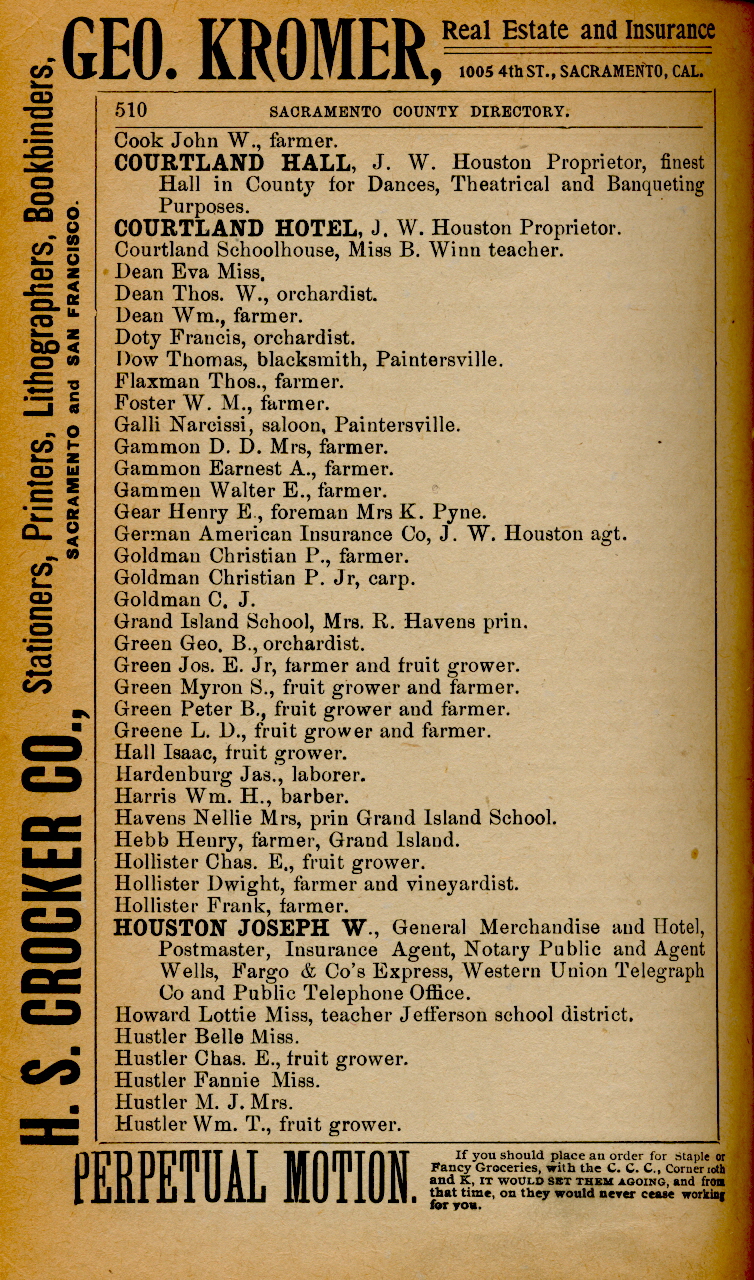 GEO. KROMER, Real Estate and Insurance
1005 4th ST., SACRAMENTO, CAL.
510 SACRAMENTO COUNTY DIRECTORY.
Cook John W., farmer.
COURTLAND HALL, J. W. Houston Proprietor, finest
Hall in County for Dances, Theatrical and Banqueting
Purposes.
COURTLAND HOTEL, J. W. Houston Proprietor.
Courtland Schoolhouse, Miss B. Winn teacher.
Dean Eva Miss.
Dean Thos. W., orchardist.
Dean Wm., farmer.
Doty Francis, orchardist.
Dow Thomas, blacksmith, Paintersville.
Flaxman Thos., farmer.
Foster W. M., farmer.
Galli Narcissi, saloon, Paintersville.
Gammon D. D. Mrs, farmer.
Gammon Earnest A., farmer.
Gammen Walter E., farmer.
Gear Henry E., foreman Mrs K. Pyne.
German American Insurance Co, J. W. Houston agt.
Goldman Christian P., farmer.
Goldman Christian P. Jr, carp.
Goldman C. J.
Grand Island School, Mrs. R. Havens prin.
Green Geo. B., orchardist.
Green Jos. E. Jr, farmer and fruit grower.
Green Myron S., fruit grower and farmer.
Green Peter B., fruit grower and farmer.
Greene L. D., fruit grower and farmer.
Hall Isaac, fruit grower.
Hardenburg Jas., laborer.
Harris Wm. H., barber.
Havens Nellie Mrs, prin Grand Island School.
Hebb Henry, farmer, Grand Island.
Hollister Chas. E., fruit grower.
Hollister Dwight, farmer and vineyardist.
Hollister Frank, farmer.
HOUSTON JOSEPH W., General Merchandise and Hotel,
Postmaster, Insurance Agent, Notary Public and Agent
Wells, Fargo & Co's Express, Western Union Telegraph
Co and Public Telephone Office.
Howard Lottie Miss, teacher Jefferson school district.
Hustler Belle Miss.
Hustler Chas. E., fruit grower.
Hustler Fannie Miss.
Hustler M. J. Mrs.
Hustler Wm. T., fruit grower.
H. S. CROCKER CO., Stationers, Printers, Lithographers, Bookbinders,
SACRAMENTO and SAN FRANCISCO.
PERPETUAL MOTION.
If you should place an order for Staple or
Fancy Groceries, with the C. C. C., Corner 10th
and K, IT WOULD SET THEM AGOING, and from
that time, on they would never cease working
for you.